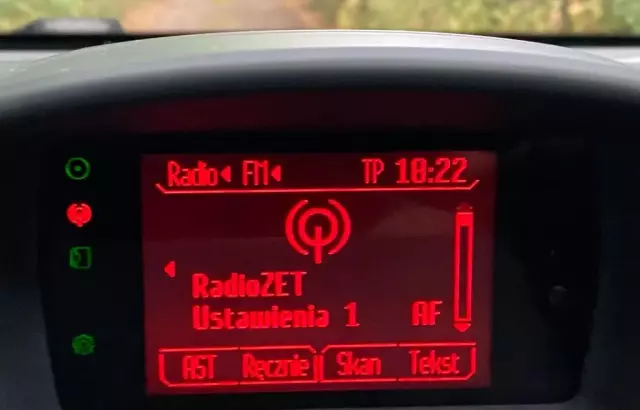 Radio FM TP 18:22
RadioZET
Ustawienia 1 AF
AST Ręcznie Skan Tekst